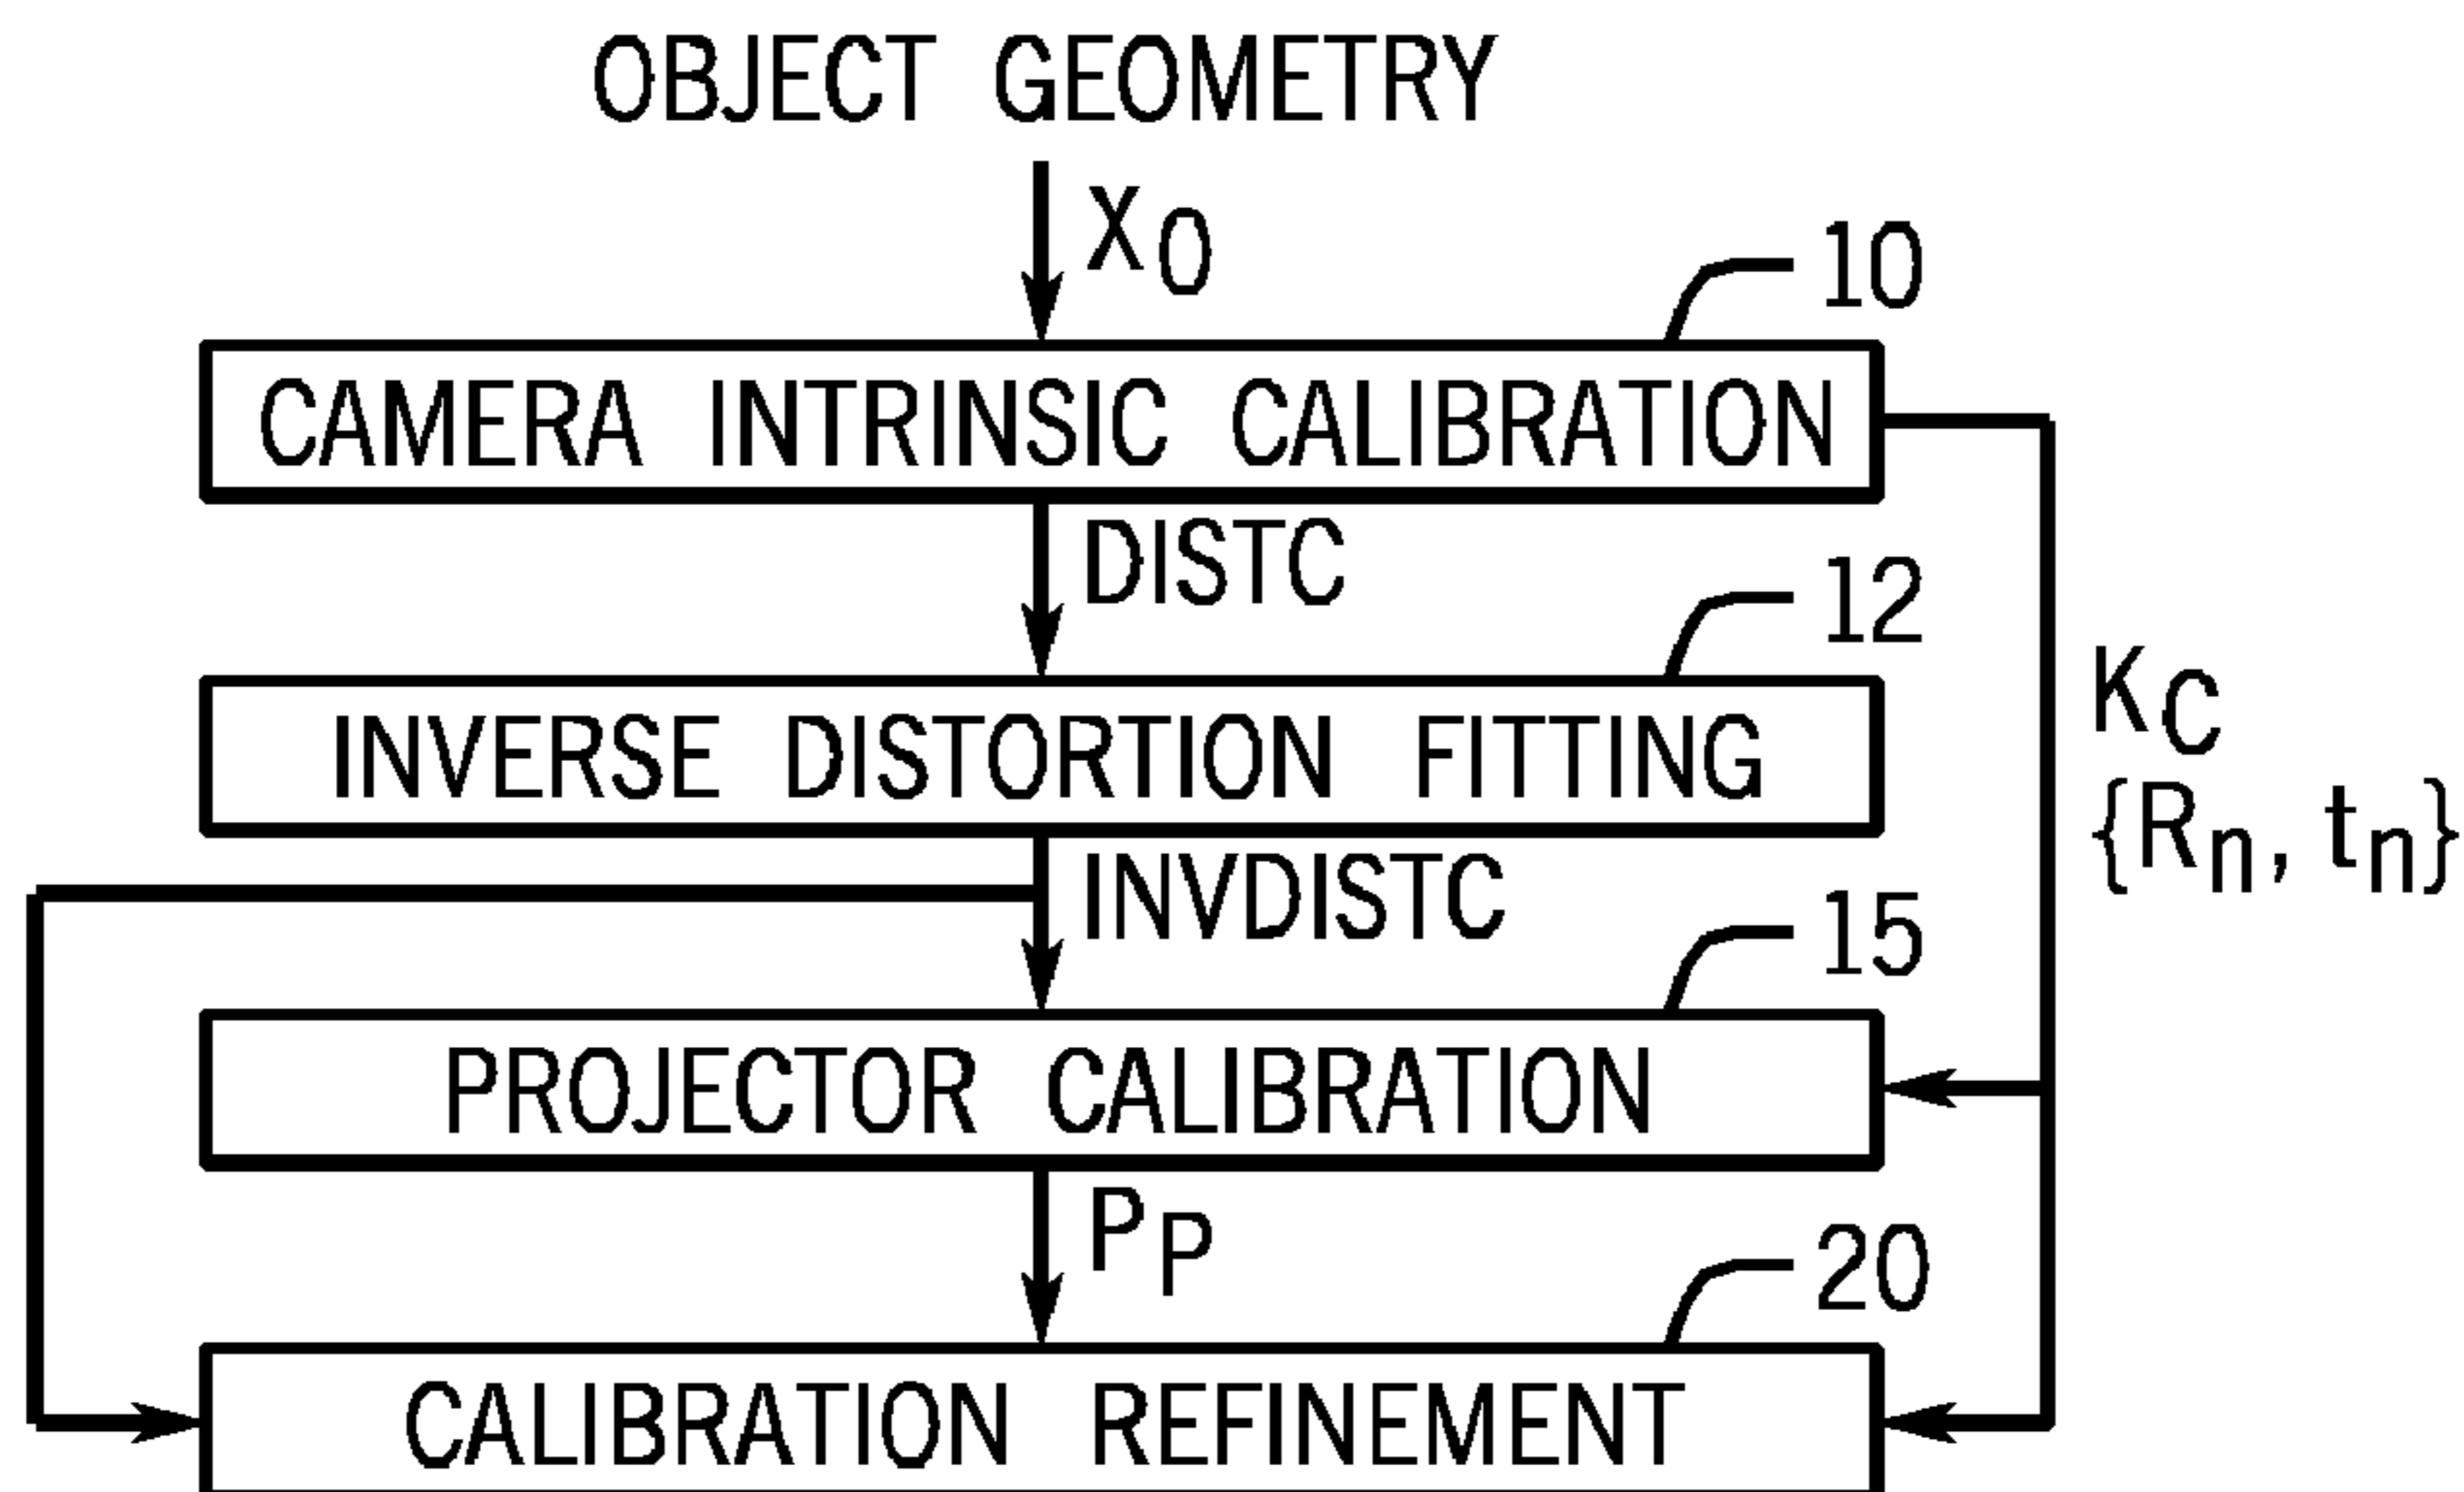 OBJECT GEOMETRY
X0
10
CAMERA INTRINSIC CALIBRATION
DISTC
12
INVERSE DISTORTION FITTING
KC
{Rn, tn}
INVDISTC
15
PROJECTOR CALIBRATION
PP
20
CALIBRATION REFINEMENT